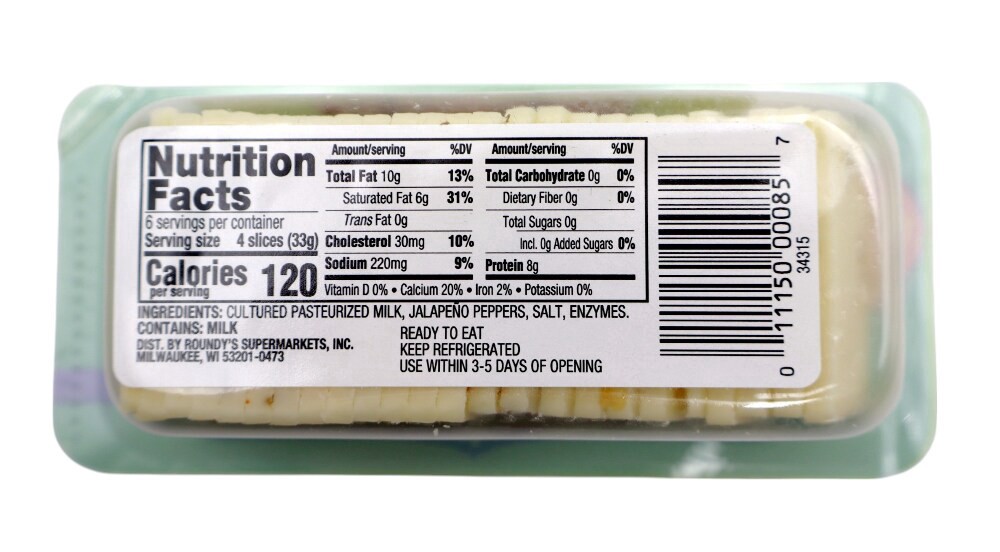 Nutrition
Facts
6 servings per container
Serving size 4 slices (33g)
Calories
per serving
120
Amount/serving %DV
Total Fat 10g 13%
Saturated Fat 6g 31%
Trans Fat 0g
Cholesterol 30mg 10%
Sodium 220mg 9%
Amount/serving %DV
Total Carbohydrate 0g 0%
Dietary Fiber 0g 0%
Total Sugars 0g
Incl. 0g Added Sugars 0%
Protein 8g
Vitamin D 0% • Calcium 20% • Iron 2% • Potassium 0%
INGREDIENTS: CULTURED PASTEURIZED MILK, JALAPEÑO PEPPERS, SALT, ENZYMES.
CONTAINS: MILK
DIST. BY ROUNDY'S SUPERMARKETS, INC.
MILWAUKEE, WI 53201-0473
READY TO EAT
KEEP REFRIGERATED
USE WITHIN 3-5 DAYS OF OPENING
0 11150 00085 7
34315